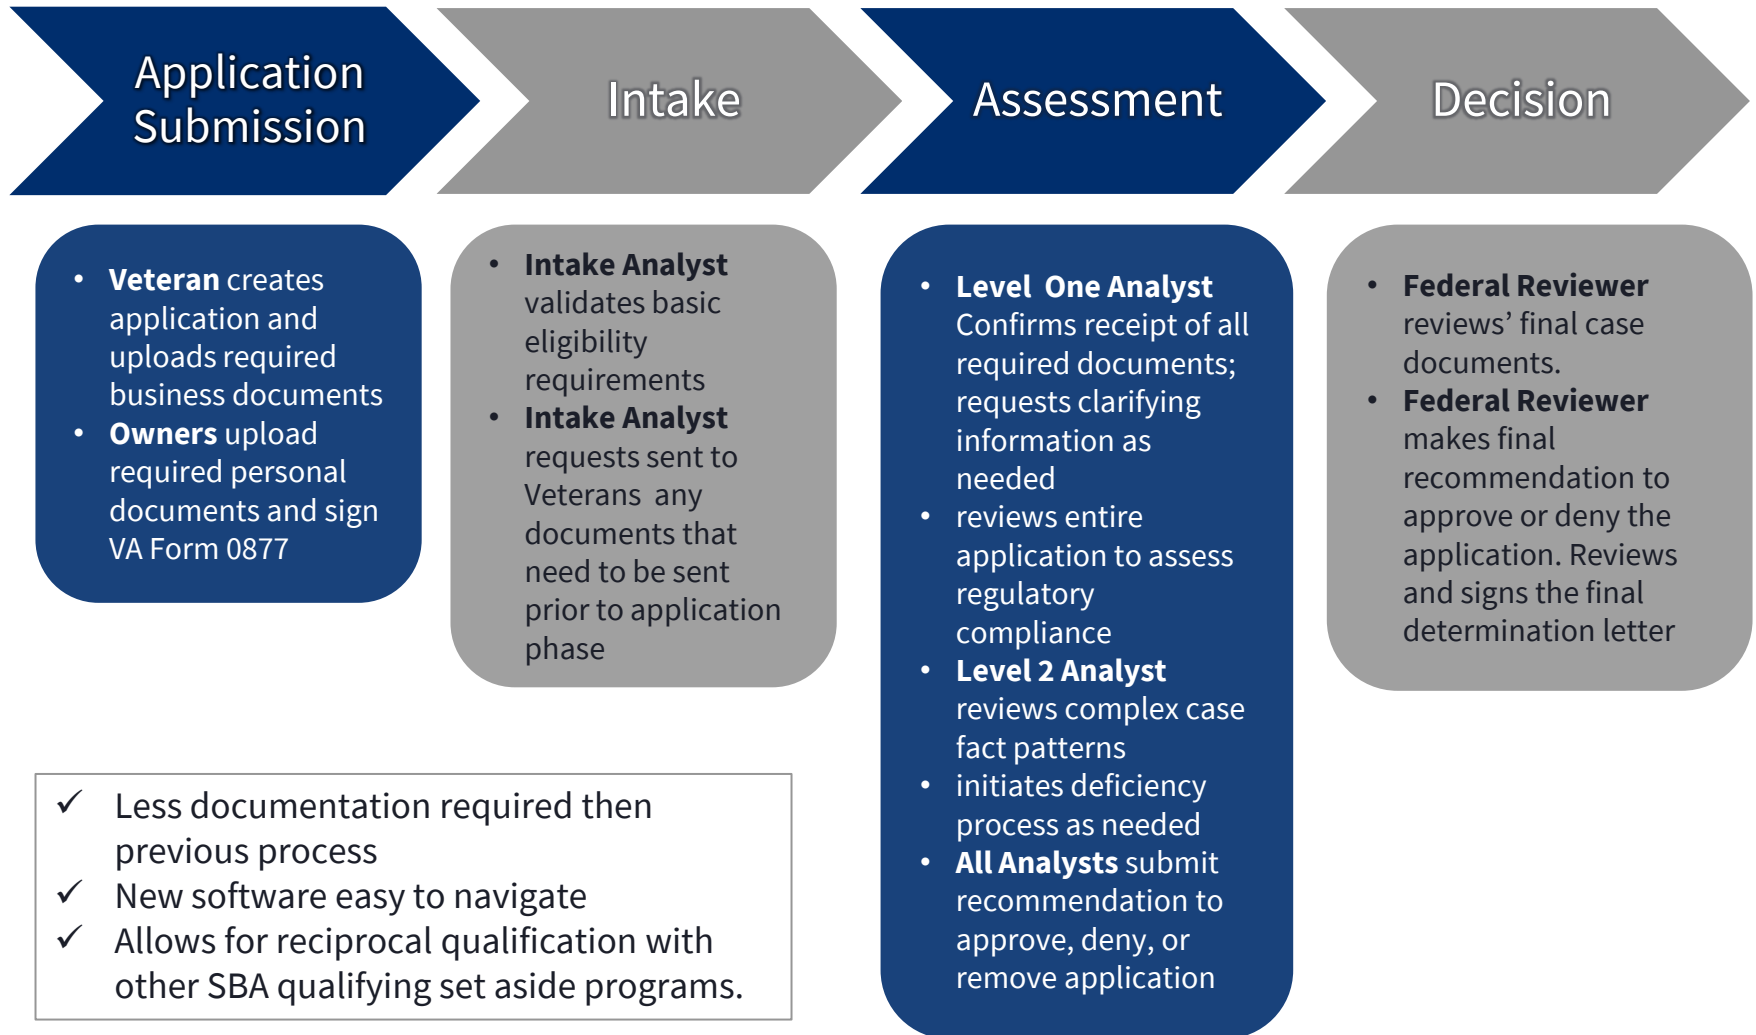 Application
Submission
Intake
Assessment
Decision
• Veteran creates
application and
uploads required
business documents
• Owners upload
required personal
documents and sign
VA Form 0877
• Intake Analyst
validates basic
eligibility
requirements
• Intake Analyst
requests sent to
Veterans any
documents that
need to be sent
prior to application
phase
• Level One Analyst
Confirms receipt of all
required documents;
requests clarifying
information as
needed
• reviews entire
application to assess
regulatory
compliance
• Level 2 Analyst
reviews complex case
fact patterns
• initiates deficiency
process as needed
• All Analysts submit
recommendation to
approve, deny, or
remove application
• Federal Reviewer
reviews’ final case
documents.
• Federal Reviewer
makes final
recommendation to
approve or deny the
application. Reviews
and signs the final
determination letter
✓ Less documentation required then
previous process
✓ New software easy to navigate
✓ Allows for reciprocal qualification with
other SBA qualifying set aside programs.